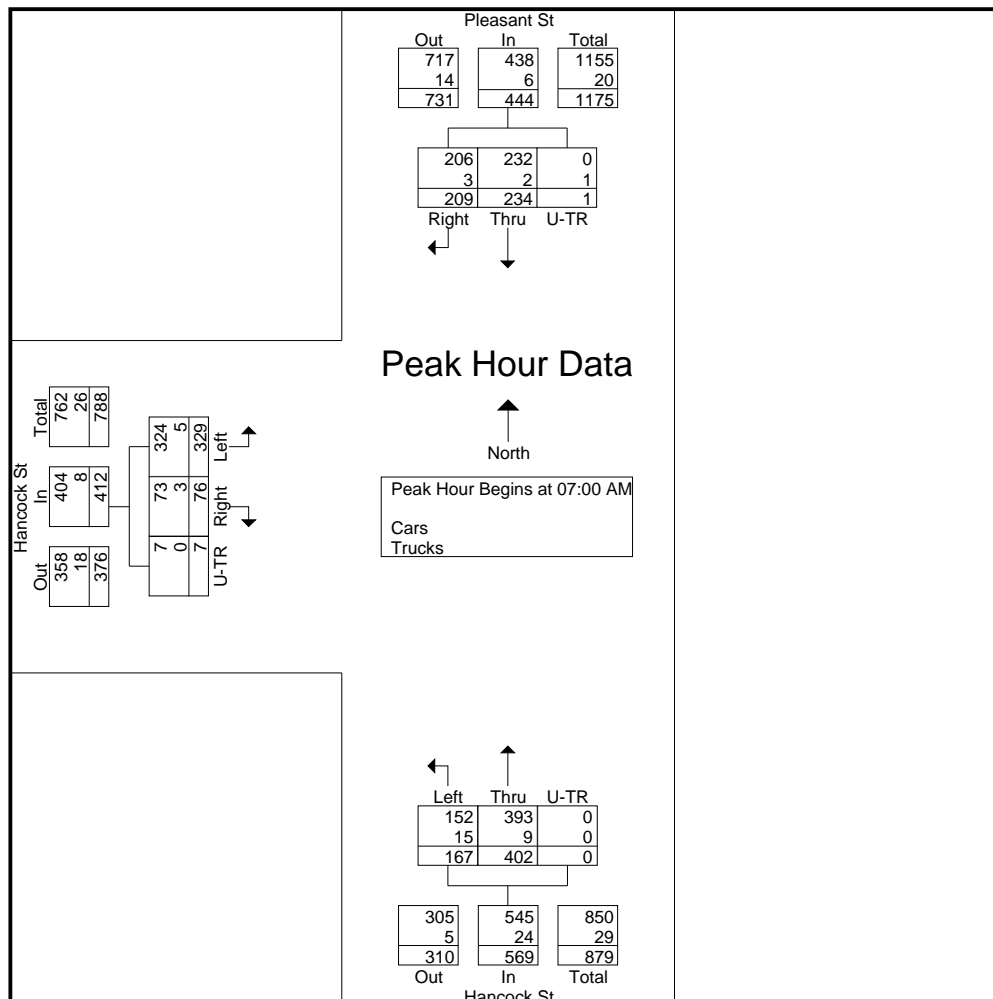 Pleasant St
Out In Total
717 438 1155
14 6 20
731 444 1175
206 232 0
3 2 1
209 234 1
Right Thru U-TR
Peak Hour Data
North
Peak Hour Begins at 07:00 AM
Cars
Trucks
Hancock St
Out In Total
358 404 762
18 8 26
376 412 788
7 73 324
0 3 5
7 76 329
U-TR Right Left
Left Thru U-TR
152 393 0
15 9 0
167 402 0
305 545 850
5 24 29
310 569 879
Out In Total
Hancock St